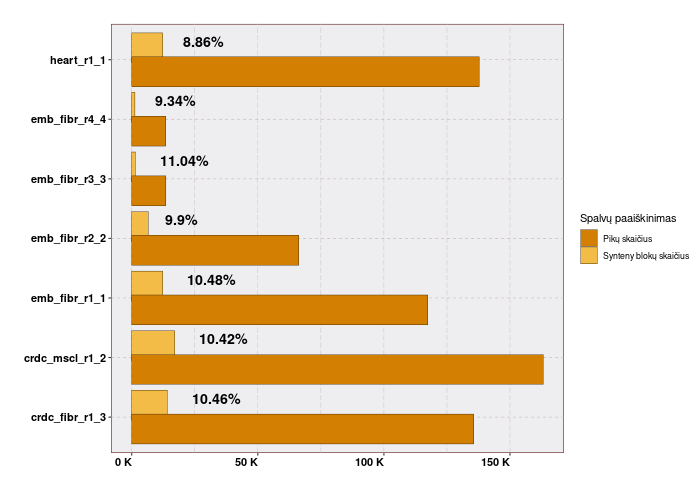 heart_r1_1
8.86%
emb_fibr_r4_4
9.34%
emb_fibr_r3_3
11.04%
emb_fibr_r2_2
9.9%
emb_fibr_r1_1
10.48%
crdc_mscl_r1_2
10.42%
crdc_fibr_r1_3
10.46%
0 K
50 K
100 K
150 K
Spalvų paaiškinimas
Pikų skaičius
Synteny blokų skaičius